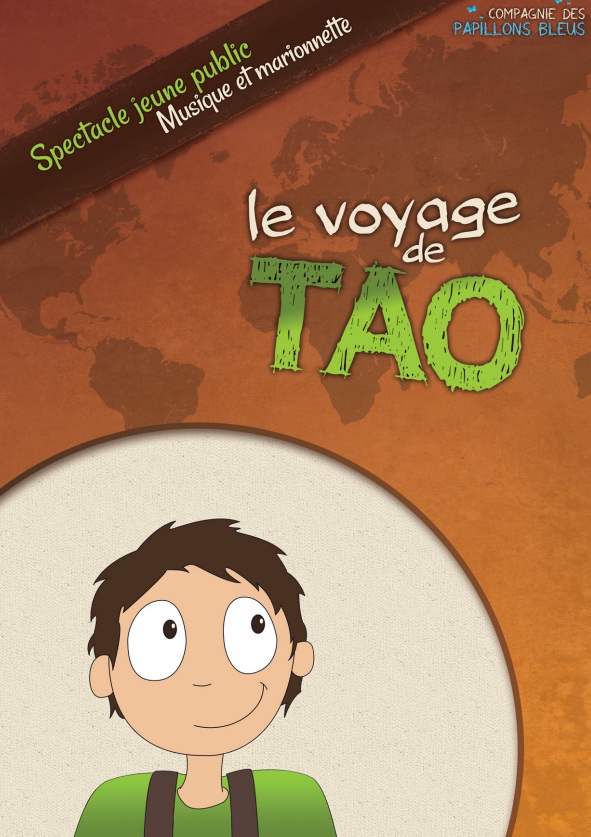 COMPAGNIE DES
PAPILLONS BLEUS
Spectacle jeune public
Musique et marionnette
le voyage
de
TAO